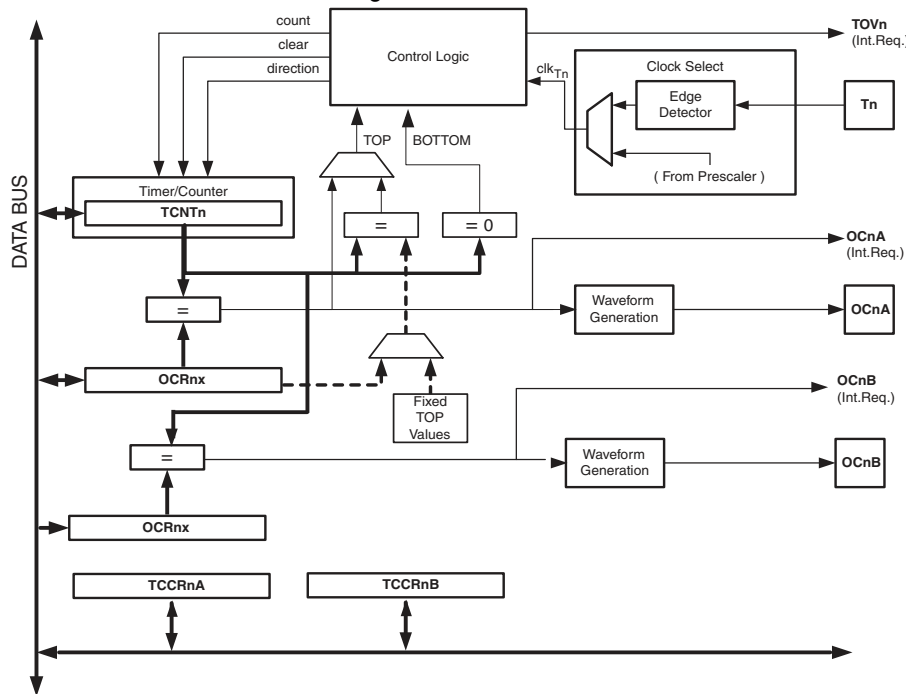 count
clear
direction
Control Logic
TOVn
(Int.Req.)
clkTn
Clock Select
Edge
Detector
Tn
( From Prescaler )
TOP
BOTTOM
Timer/Counter
TCNTn
DATA BUS
=
= 0
OCnA
(Int.Req.)
=
Waveform
Generation
OCnA
OCRnx
Fixed
TOP
Values
OCnB
(Int.Req.)
=
Waveform
Generation
OCnB
OCRnx
TCCRnA
TCCRnB